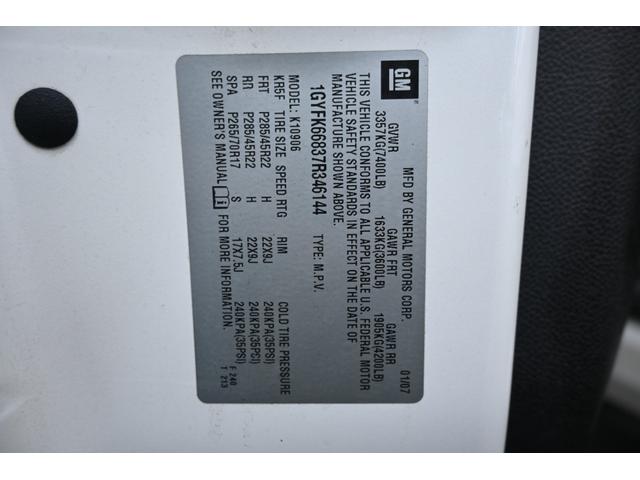 GM
MFD BY GENERAL MOTORS CORP. 01/07
GVWR GAWR FRT GAWR RR
3357KG(7400LB) 1633KG(3600LB) 1905KG(4200LB)
THIS VEHICLE CONFORMS TO ALL APPLICABLE U.S. FEDERAL MOTOR
VEHICLE SAFETY STANDARDS IN EFFECT ON THE DATE OF
MANUFACTURE SHOWN ABOVE.
1GYFK66837R346144 TYPE: M.P.V.
MODEL: K10906
KR5F TIRE SIZE SPEED RTG RIM COLD TIRE PRESSURE
FRT P285/45R22 H 22X9J 240KPA(35PSI)
RR P285/45R22 H 22X9J 240KPA(35PSI)
SPA P265/70R17 S 17X7.5J 240KPA(35PSI)
SEE OWNER'S MANUAL FOR MORE INFORMATION.
F 240
T 213